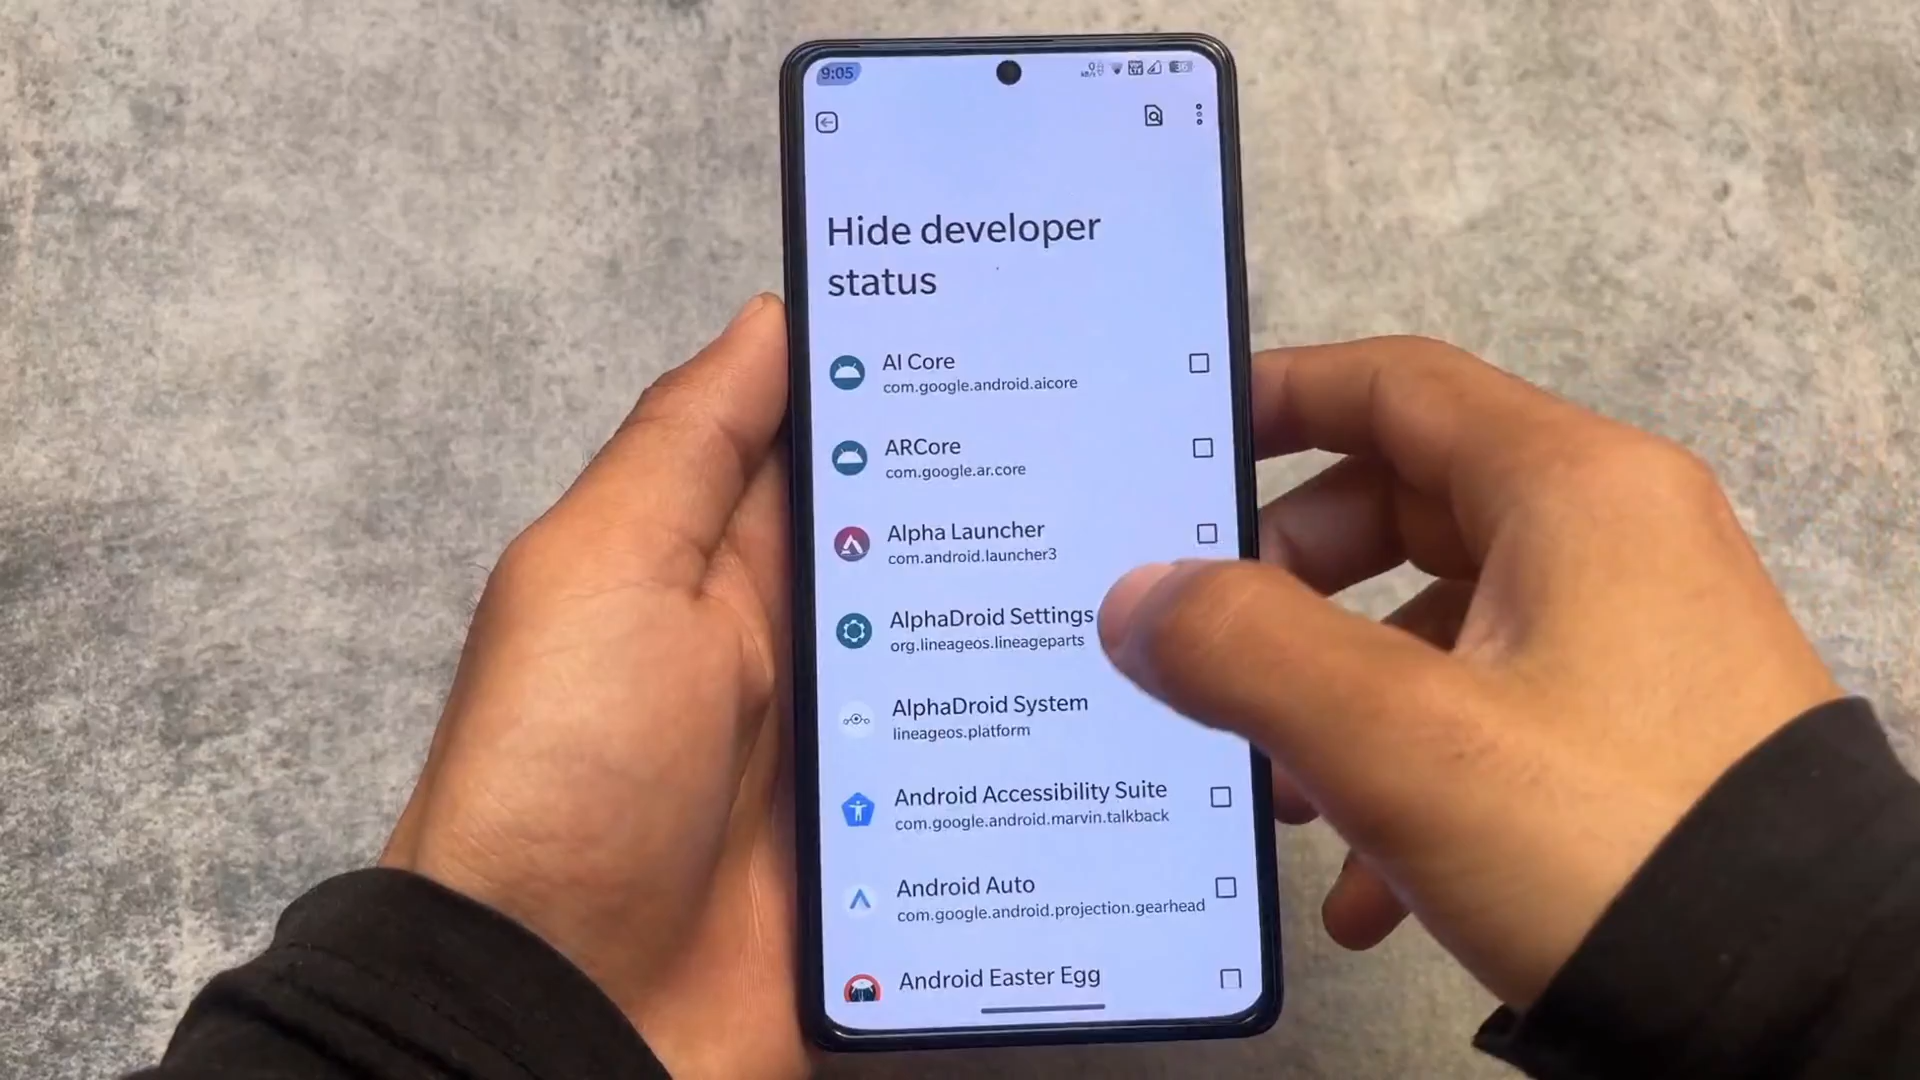 9:05
Hide developer
status
AI Core
com.google.android.aicore
ARCore
com.google.ar.core
Alpha Launcher
com.android.launcher3
AlphaDroid Settings
org.lineageos.lineageparts
AlphaDroid System
lineageos.platform
Android Accessibility Suite
com.google.android.marvin.talkback
Android Auto
com.google.android.projection.gearhead
Android Easter Egg